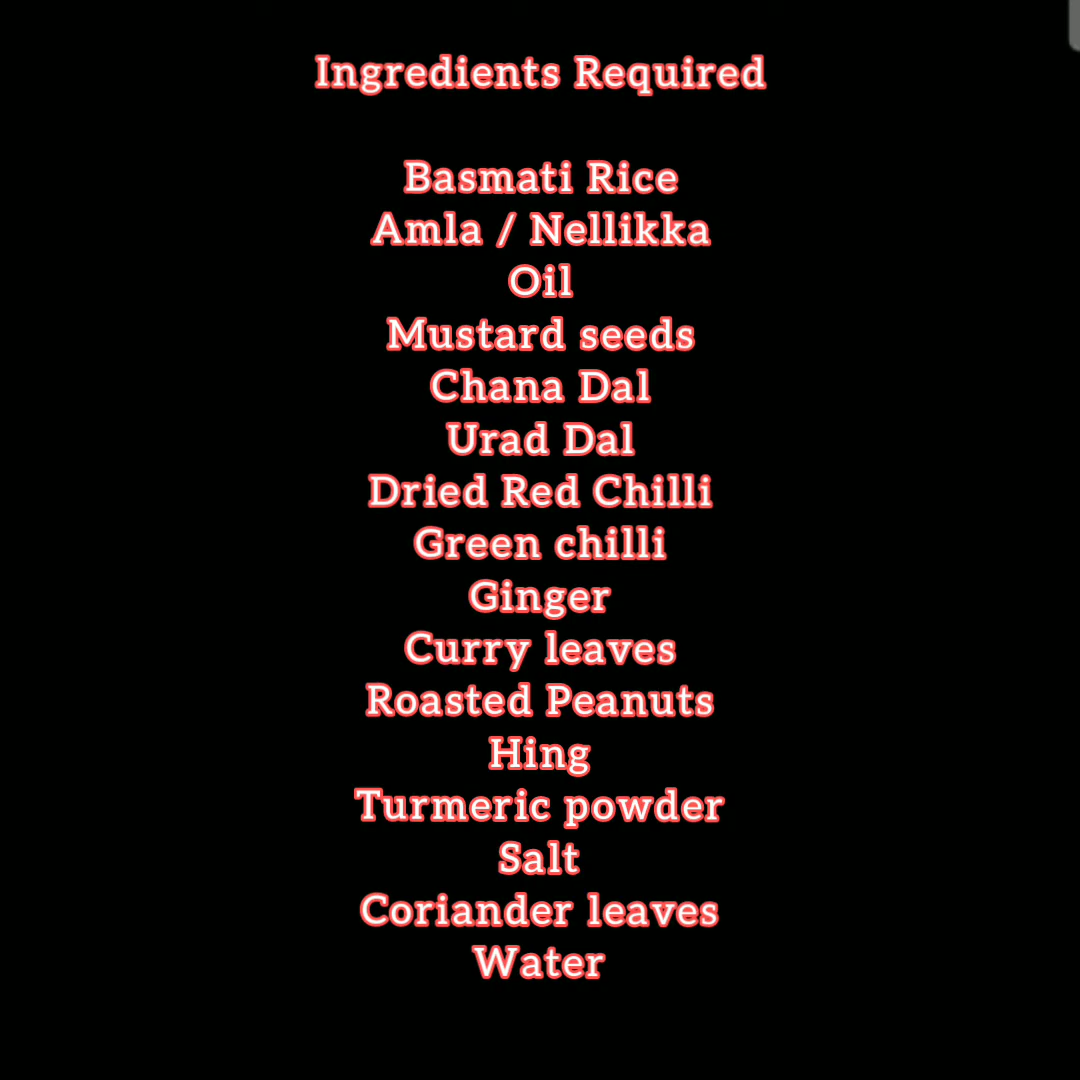 Ingredients Required
Basmati Rice
Amla / Nellikka
Oil
Mustard seeds
Chana Dal
Urad Dal
Dried Red Chilli
Green chilli
Ginger
Curry leaves
Roasted Peanuts
Hing
Turmeric powder
Salt
Coriander leaves
Water